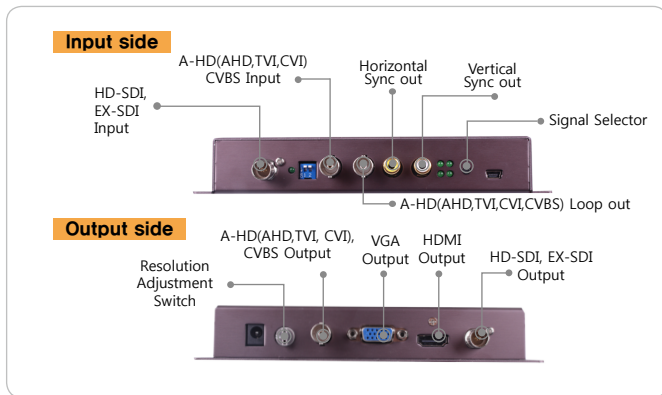 Input side
A-HD(AHD,TVI,CVI)
CVBS Input
Horizontal
Sync out
Vertical
Sync out
HD-SDI,
EX-SDI
Input
Signal Selector
A-HD(AHD,TVI,CVI,CVBS) Loop out
Output side
A-HD(AHD,TVI, CVI),
CVBS Output
VGA
Output
HDMI
Output
HD-SDI, EX-SDI
Output
Resolution
Adjustment
Switch